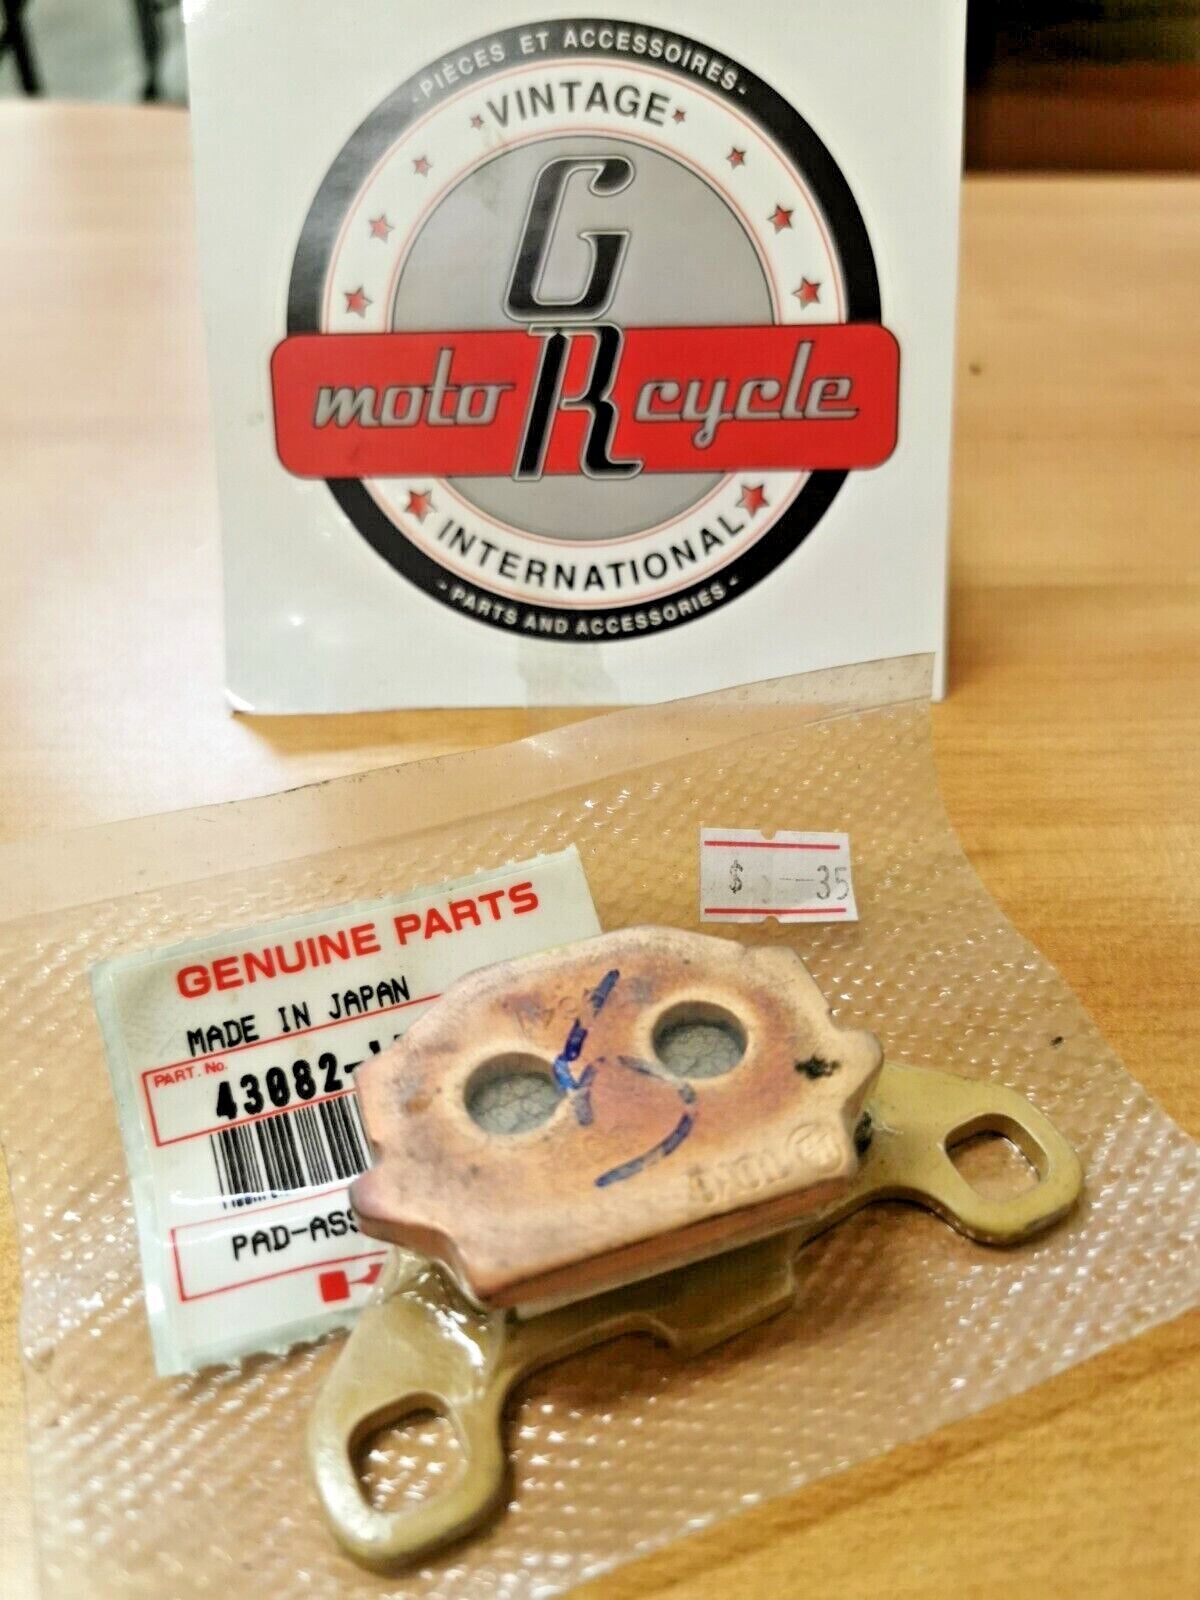 - PIÈCES ET ACCESSOIRES -
VINTAGE
GR
moto cycle
INTERNATIONAL
- PARTS AND ACCESSORIES -
$ 35
GENUINE PARTS
MADE IN JAPAN
PART. No.
43082-
PAD-ASS